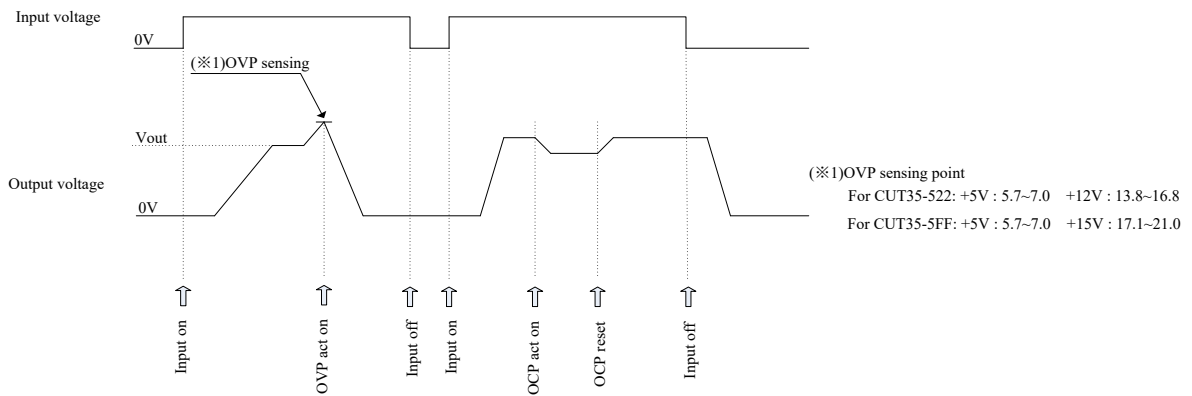 Input voltage
0V
(※1)OVP sensing
Vout
Output voltage
0V
(※1)OVP sensing point
For CUT35-522: +5V : 5.7~7.0 +12V : 13.8~16.8
For CUT35-5FF: +5V : 5.7~7.0 +15V : 17.1~21.0
Input on
OVP act on
Input off
Input on
OCP act on
OCP reset
Input off